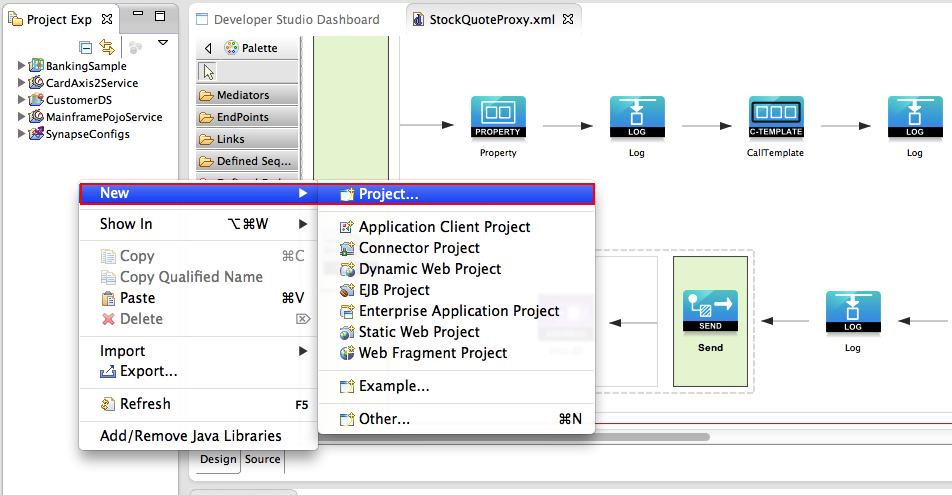 Project Exp
Developer Studio Dashboard
StockQuoteProxy.xml
Palette
BankingSample
CardAxis2Service
CustomerDS
MainframePojoService
SynapseConfigs
Mediators
EndPoints
Links
Defined Seq...
PROPERTY
Property
LOG
Log
C-TEMPLATE
CallTemplate
LOG
Log
New
Show In ⌥⌘W
Copy ⌘C
Copy Qualified Name
Paste ⌘V
Delete ⌦
Import
Export...
Refresh F5
Add/Remove Java Libraries
Project...
Application Client Project
Connector Project
Dynamic Web Project
EJB Project
Enterprise Application Project
Static Web Project
Web Fragment Project
Example...
Other... ⌘N
SEND
Send
LOG
Log
Design
Source